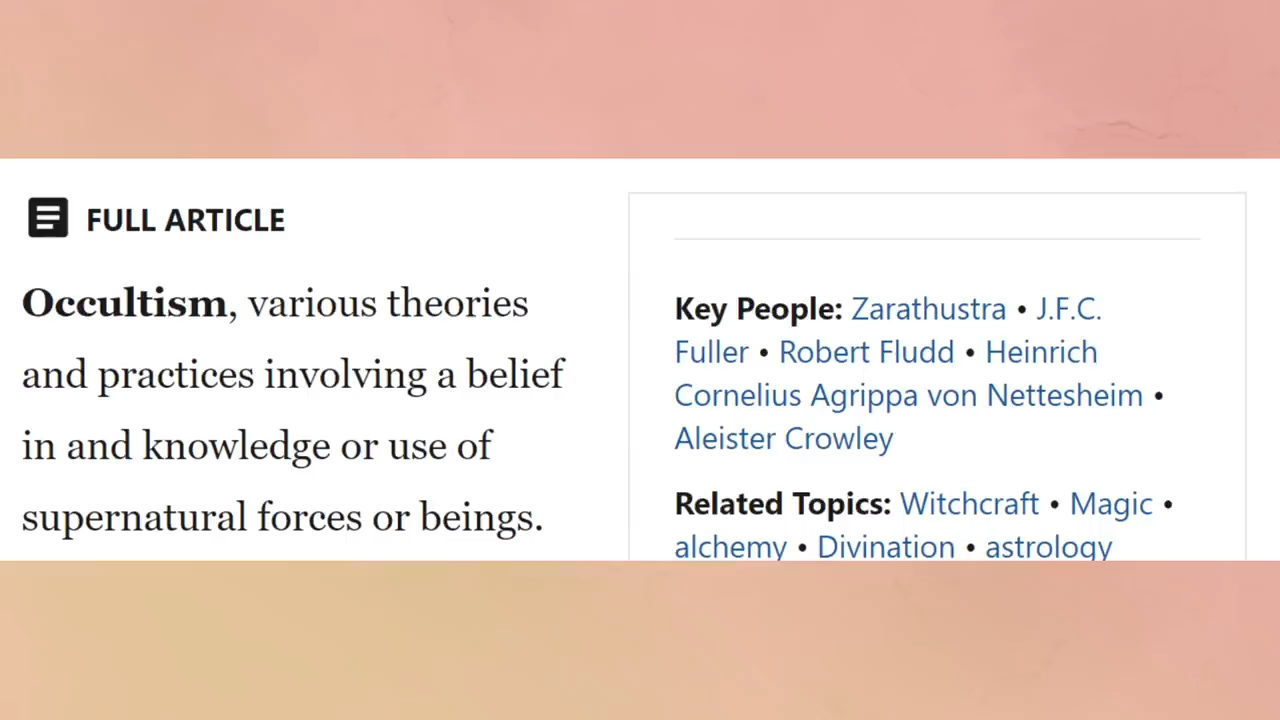 FULL ARTICLE
Occultism, various theories
and practices involving a belief
in and knowledge or use of
supernatural forces or beings.
Key People: Zarathustra • J.F.C.
Fuller • Robert Fludd • Heinrich
Cornelius Agrippa von Nettesheim •
Aleister Crowley
Related Topics: Witchcraft • Magic •
alchemy • Divination • astrology